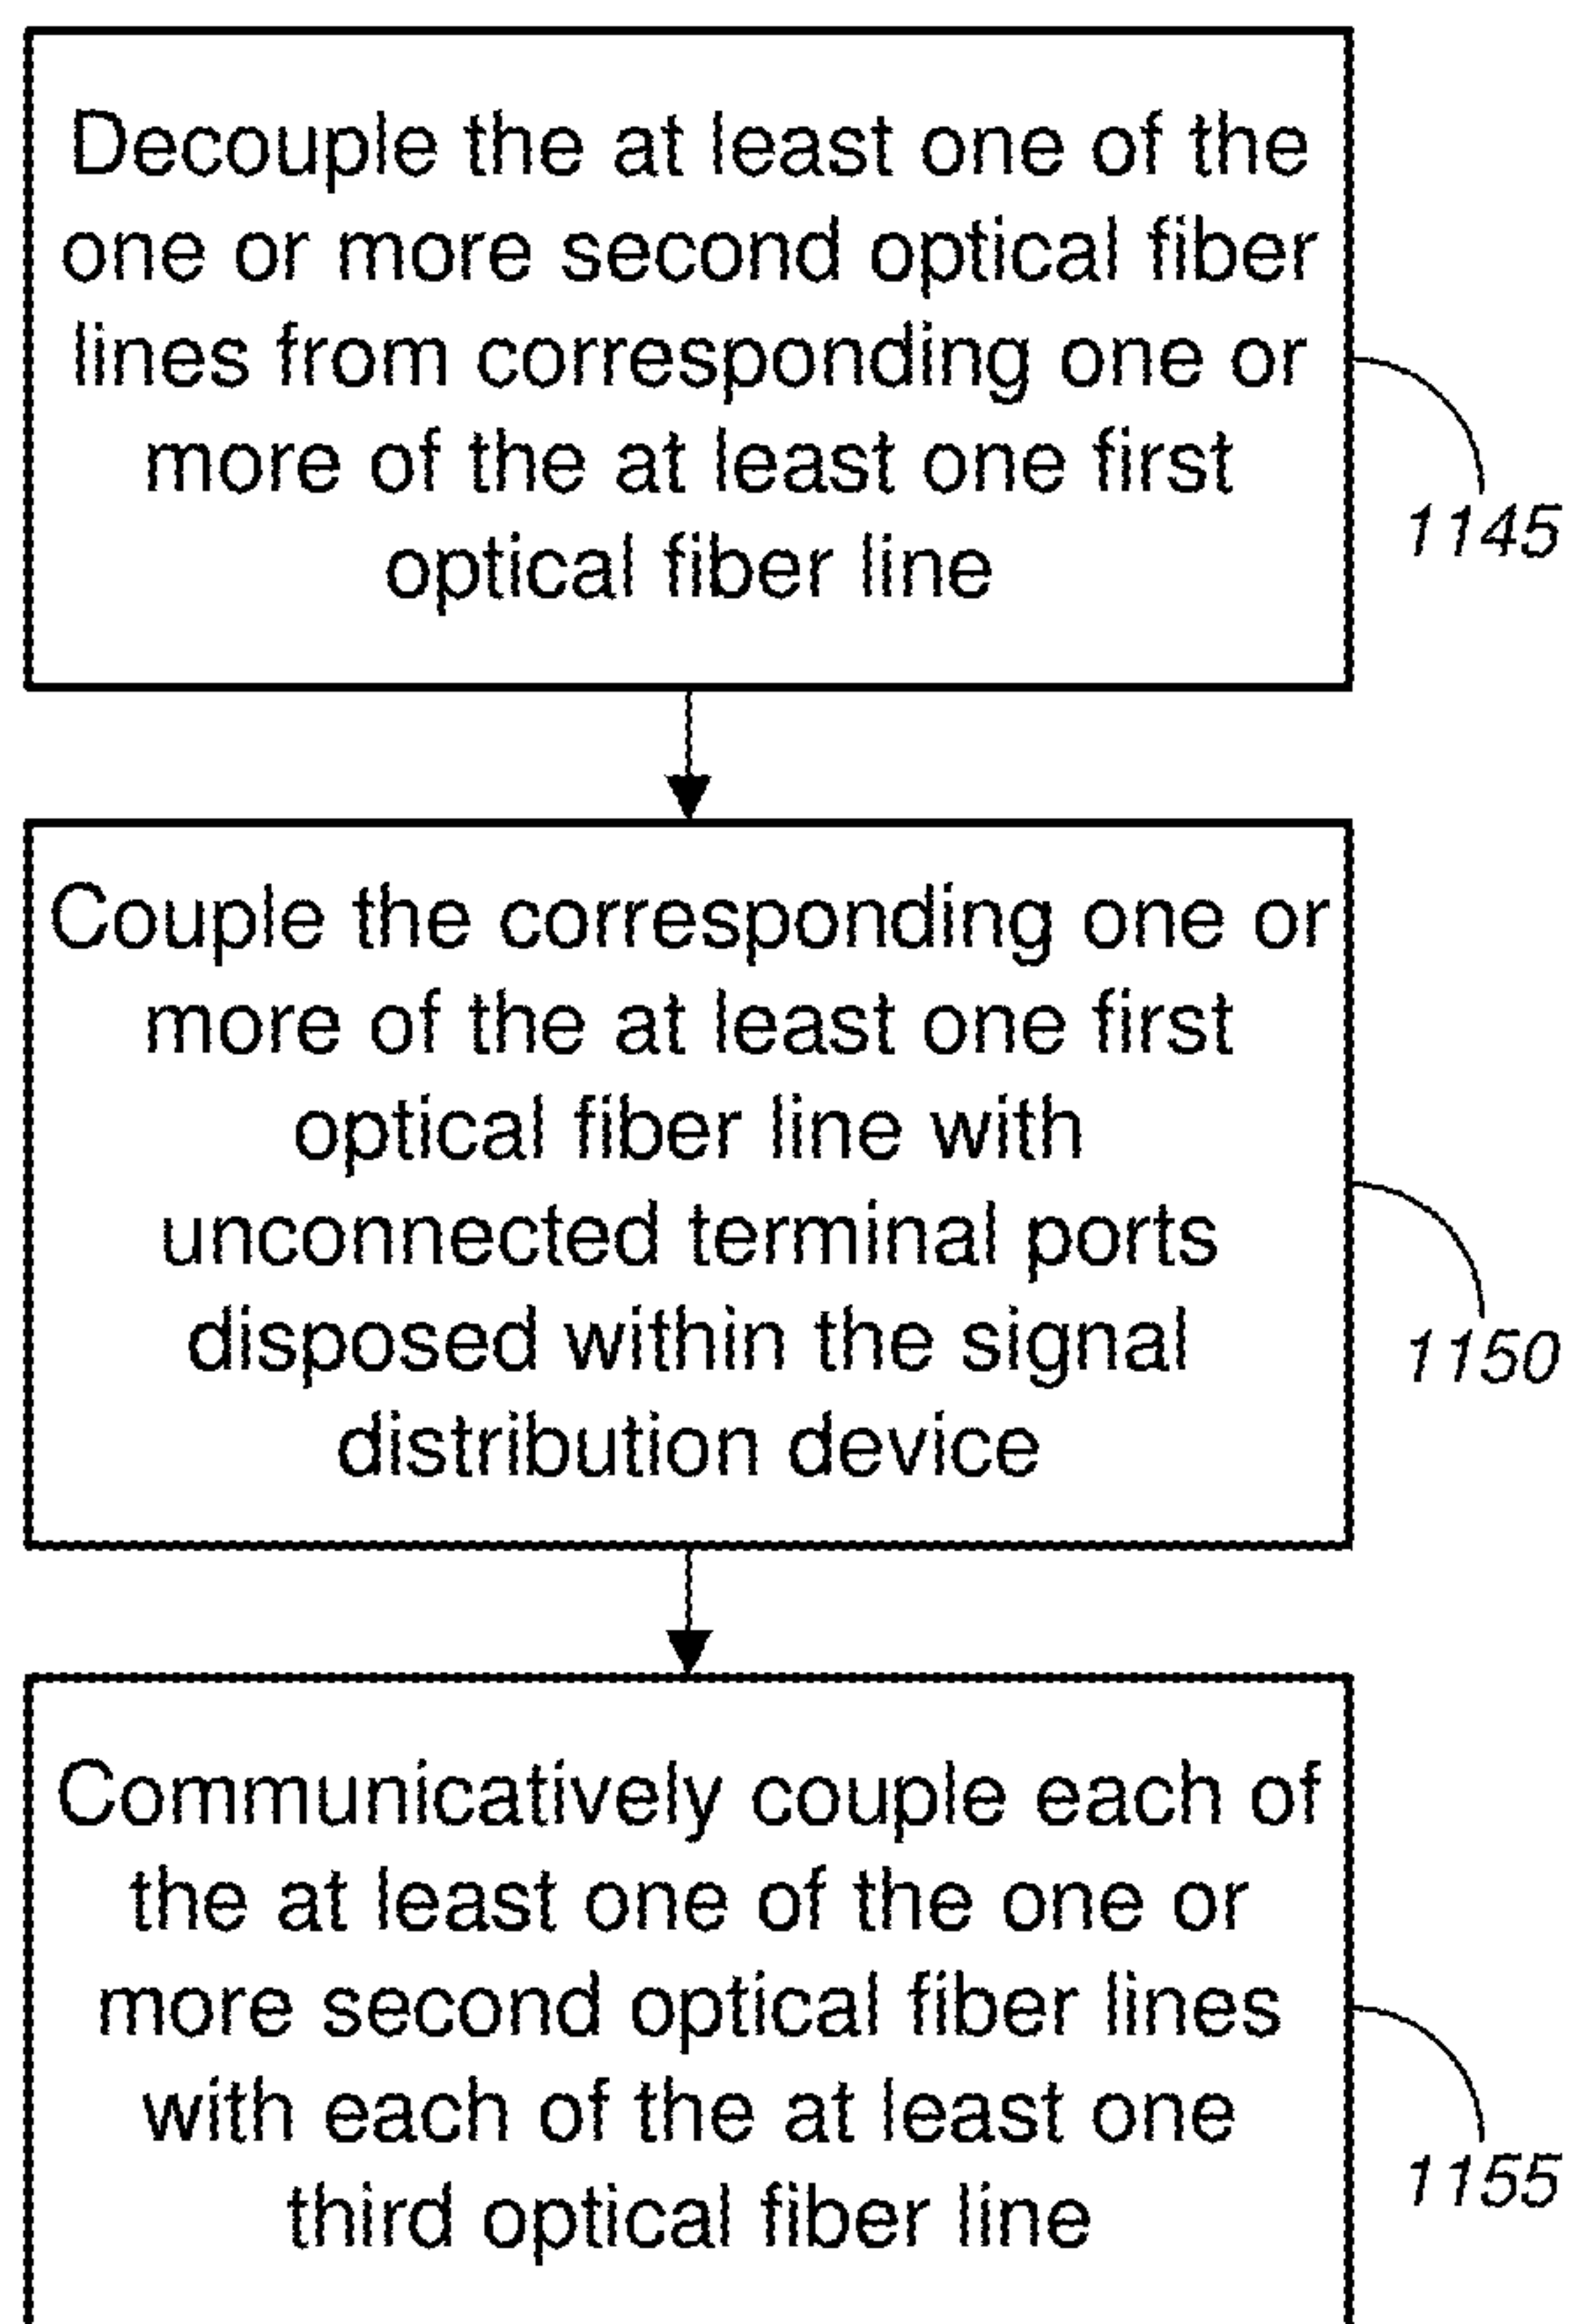 Decouple the at least one of the
one or more second optical fiber
lines from corresponding one or
more of the at least one first
optical fiber line
1145
Couple the corresponding one or
more of the at least one first
optical fiber line with
unconnected terminal ports
disposed within the signal
distribution device
1150
Communicatively couple each of
the at least one of the one or
more second optical fiber lines
with each of the at least one
third optical fiber line
1155